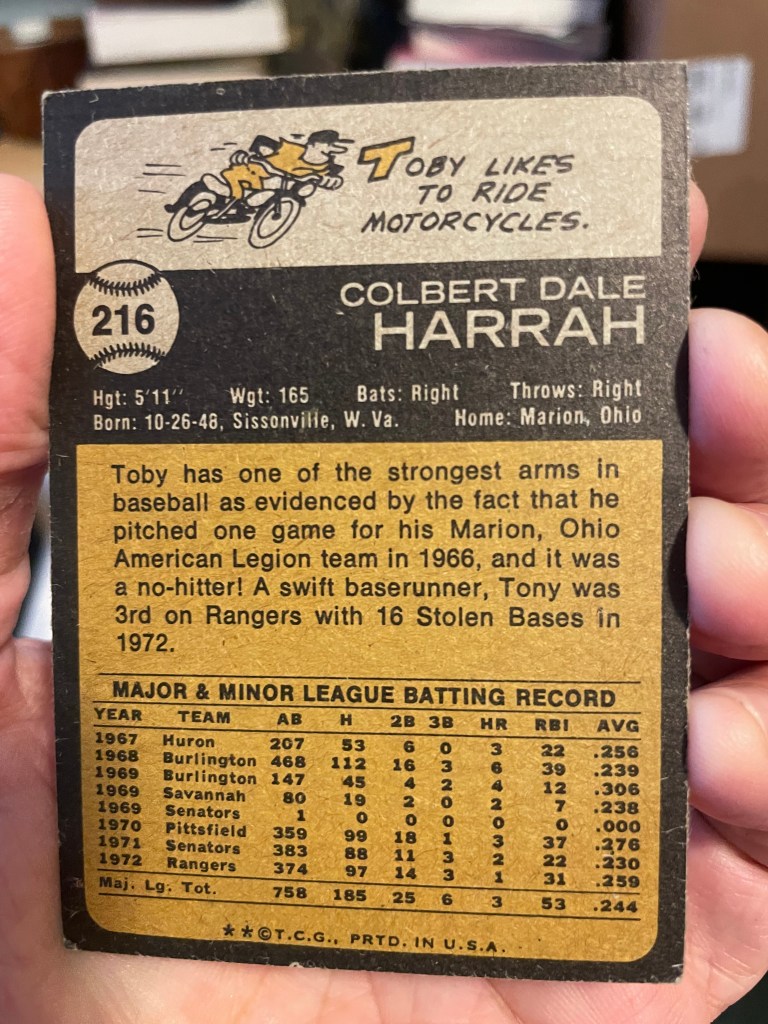 TOBY LIKES
TO RIDE
MOTORCYCLES.
216
COLBERT DALE
HARRAH
Hgt: 5'11'' Wgt: 165 Bats: Right Throws: Right
Born: 10-26-48, Sissonville, W. Va. Home: Marion, Ohio
Toby has one of the strongest arms in
baseball as evidenced by the fact that he
pitched one game for his Marion, Ohio
American Legion team in 1966, and it was
a no-hitter! A swift baserunner, Tony was
3rd on Rangers with 16 Stolen Bases in
1972.
MAJOR & MINOR LEAGUE BATTING RECORD
YEAR TEAM AB H 2B 3B HR RBI AVG
1967 Huron 207 53 6 0 3 22 .256
1968 Burlington 468 112 16 3 6 39 .239
1969 Burlington 147 45 4 2 4 12 .306
1969 Savannah 80 19 2 0 2 7 .238
1969 Senators 1 0 0 0 0 0 .000
1970 Pittsfield 359 99 18 1 3 37 .276
1971 Senators 383 88 11 3 2 22 .230
1972 Rangers 374 97 14 3 1 31 .259
Maj. Lg. Tot. 758 185 25 6 3 53 .244
**©T.C.G., PRTD. IN U.S.A.